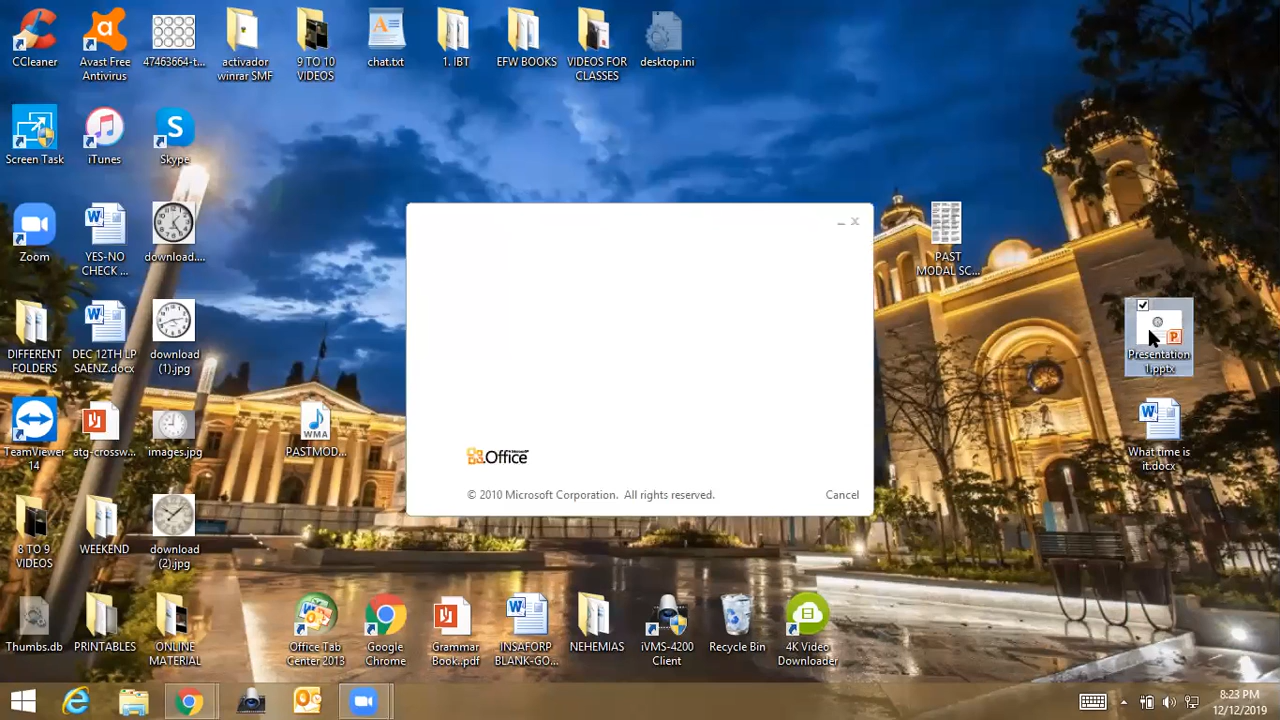 CCleaner
Avast Free
Antivirus
47463664-t...
activador
winrar SMF
9 TO 10
VIDEOS
chat.txt
1. IBT
EFW BOOKS
VIDEOS FOR
CLASSES
desktop.ini
Screen Task
iTunes
Skype
Zoom
YES-NO
CHECK ...
download....
PAST
MODAL SC...
DIFFERENT
FOLDERS
DEC 12TH LP
SAENZ.docx
download
(1).jpg
Presentation
1.pptx
TeamViewer
14
atg-crossw...
images.jpg
WMA
PASTMOD...
What time is
it.docx
Microsoft
Office
© 2010 Microsoft Corporation. All rights reserved.
Cancel
8 TO 9
VIDEOS
WEEKEND
download
(2).jpg
Thumbs.db
PRINTABLES
ONLINE
MATERIAL
Office Tab
Center 2013
Google
Chrome
Grammar
Book..pdf
INSAFORP
BLANK-GO...
NEHEMIAS
iVMS-4200
Client
Recycle Bin
4K Video
Downloader
8:23 PM
12/12/2019